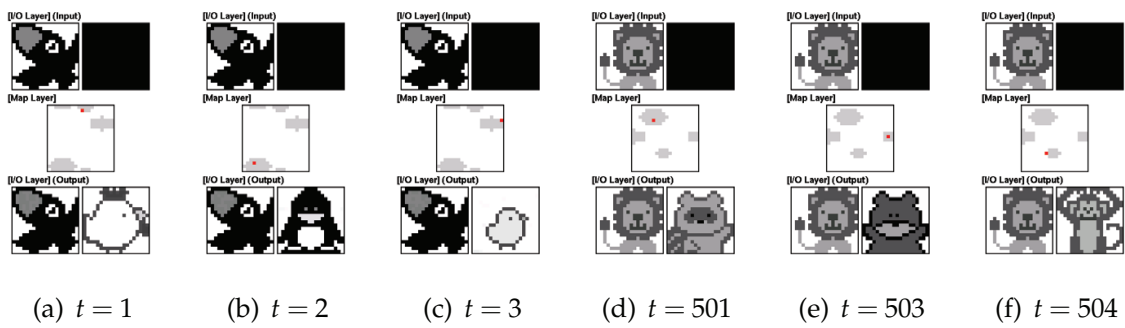 [I/O Layer] (Input) [I/O Layer] (Input) [I/O Layer] (Input) [I/O Layer] (Input) [I/O Layer] (Input) [I/O Layer] (Input)
[Map Layer] [Map Layer] [Map Layer] [Map Layer] [Map Layer] [Map Layer]
[I/O Layer] (Output) [I/O Layer] (Output) [I/O Layer] (Output) [I/O Layer] (Output) [I/O Layer] (Output) [I/O Layer] (Output)
(a) t = 1 (b) t = 2 (c) t = 3 (d) t = 501 (e) t = 503 (f) t = 504